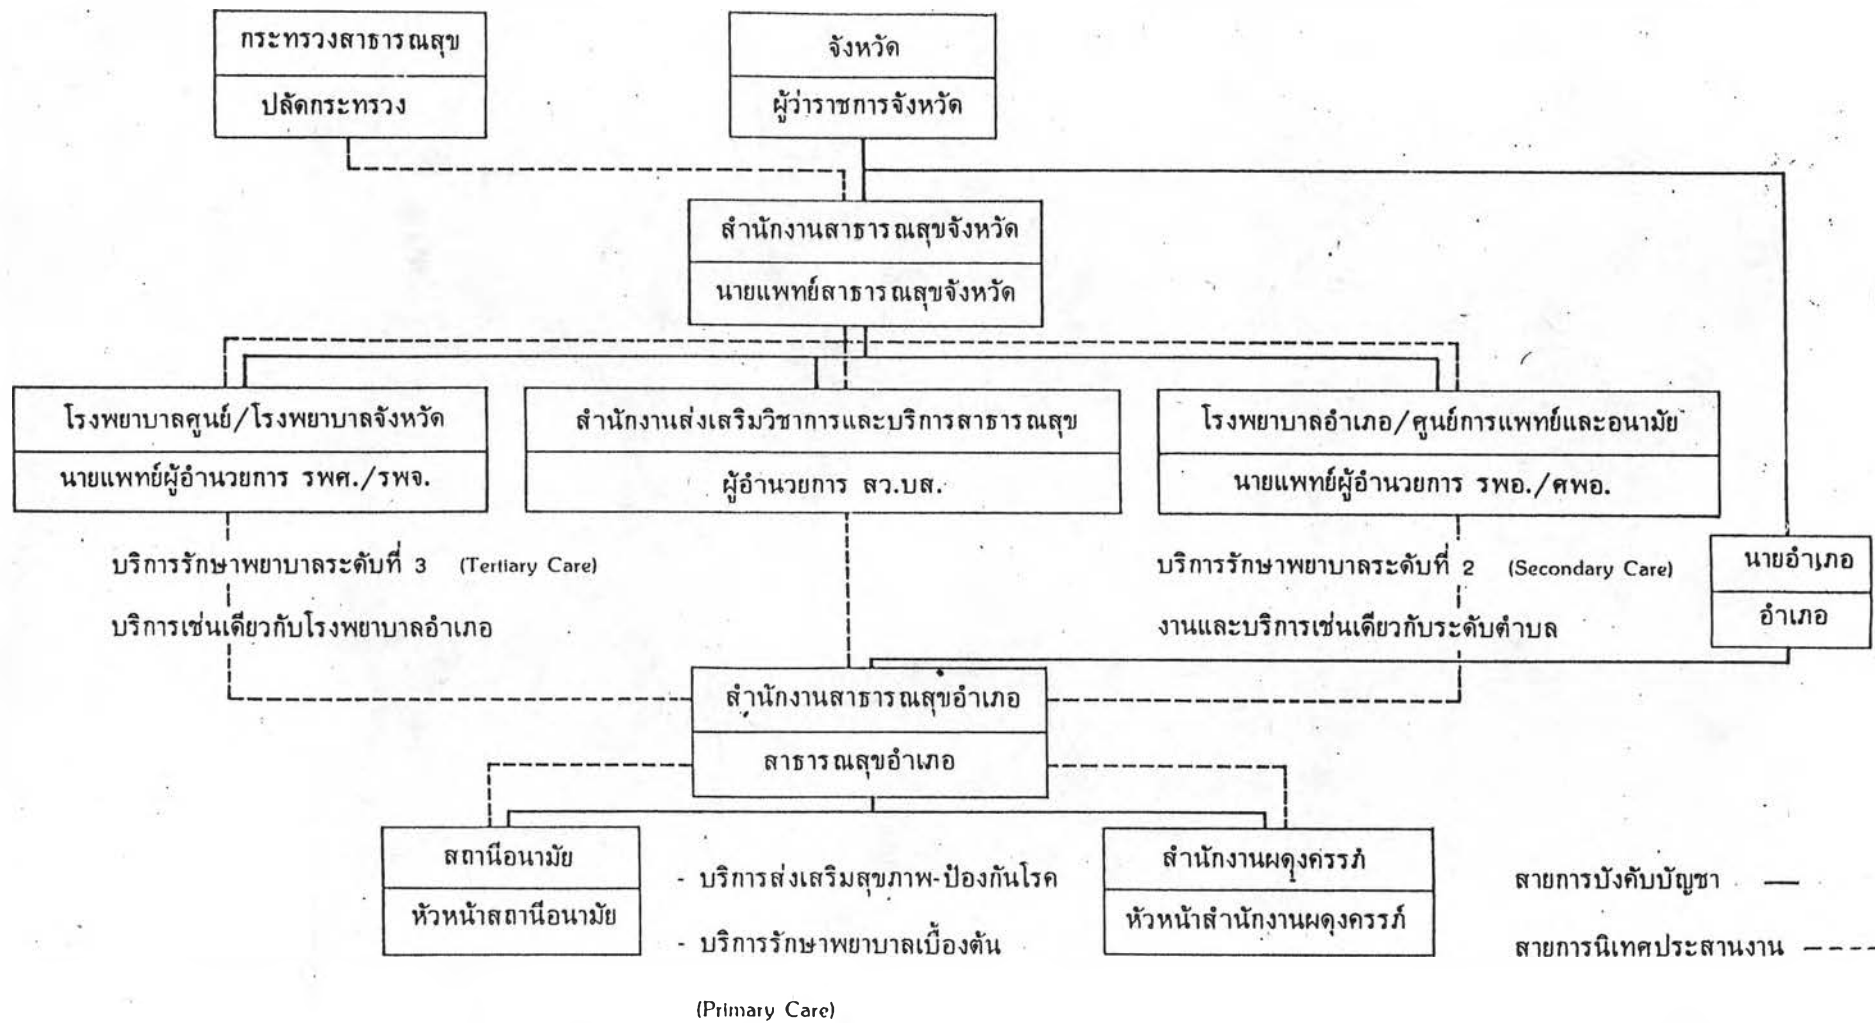 กระทรวงสาธารณสุข
ปลัดกระทรวง
จังหวัด
ผู้ว่าราชการจังหวัด
สำนักงานสาธารณสุขจังหวัด
นายแพทย์สาธารณสุขจังหวัด
โรงพยาบาลศูนย์/โรงพยาบาลจังหวัด
นายแพทย์ผู้อำนวยการ รพศ./รพจ.
สำนักงานส่งเสริมวิชาการและบริการสาธารณสุข
ผู้อำนวยการ สว.บส.
โรงพยาบาลอำเภอ/ศูนย์การแพทย์และอนามัย
นายแพทย์ผู้อำนวยการ รพอ./ศพอ.
บริการรักษาพยาบาลระดับที่ 3 (Tertiary Care)
บริการเช่นเดียวกับโรงพยาบาลอำเภอ
บริการรักษาพยาบาลระดับที่ 2 (Secondary Care)
งานและบริการเช่นเดียวกับระดับตำบล
นายอำเภอ
อำเภอ
สำนักงานสาธารณสุขอำเภอ
สาธารณสุขอำเภอ
สถานีอนามัย
หัวหน้าสถานีอนามัย
- บริการส่งเสริมสุขภาพ-ป้องกันโรค
- บริการรักษาพยาบาลเบื้องต้น
(Primary Care)
สำนักงานผดุงครรภ์
หัวหน้าสำนักงานผดุงครรภ์
สายการบังคับบัญชา
สายการนิเทศประสานงาน